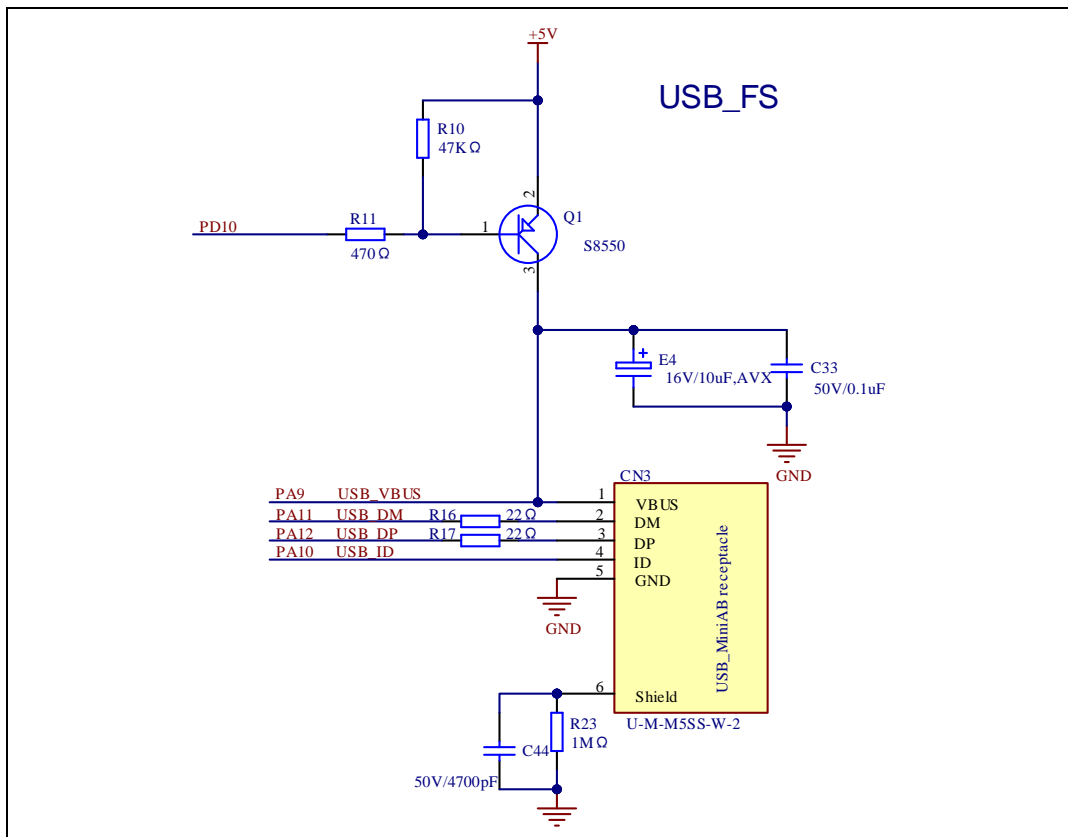 +5V
USB_FS
R10
47KΩ
2
PD10
R11
470Ω
1
Q1
S8550
3
E4
16V/10uF,AVX
C33
50V/0.1uF
GND
CN3
PA9 USB_VBUS
1
VBUS
PA11 USB_DM R16 22Ω
2
DM
PA12 USB_DP R17 22Ω
3
DP
PA10 USB_ID
4
ID
5
GND
GND
USB_MiniAB receptacle
6
Shield
U-M-M5SS-W-2
R23
1MΩ
C44
50V/4700pF